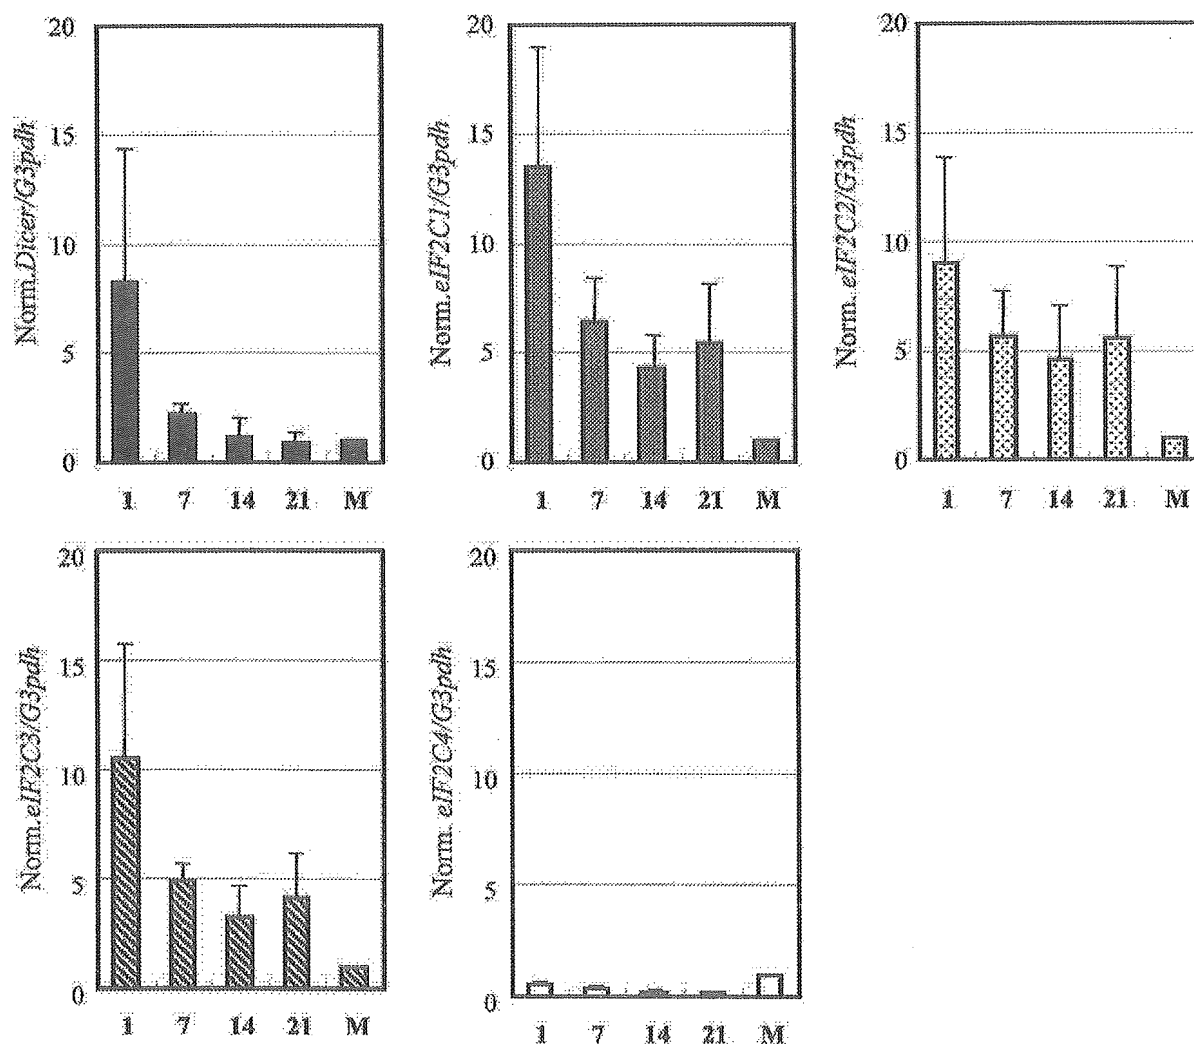 20
15
10
5
0
Norm.Dicer/G3pdh
1 7 14 21 M
20
15
10
5
0
Norm.eIF2C1/G3pdh
1 7 14 21 M
20
15
10
5
0
Norm. eIF2C2/G3pdh
1 7 14 21 M
20
15
10
5
0
Norm.eIF2C3/G3pdh
1 7 14 21 M
20
15
10
5
0
Norm. eIF2C4/G3pdh
1 7 14 21 M